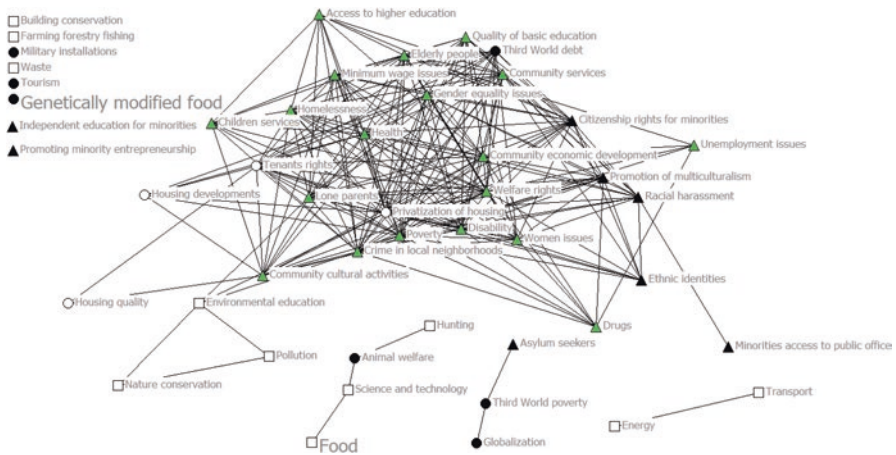 Access to higher education
Building conservation
Farming forestry fishing
Military installations
Waste
Tourism
Genetically modified food
Independent education for minorities
Promoting minority entrepreneurship
Quality of basic education
Third World debt
Elderly people
Minimum wage issues
Community services
Gender equality issues
Homelessness
Children services
Citizenship rights for minorities
Health
Unemployment issues
Community economic development
Tenants rights
Promotion of multiculturalism
Housing developments
Lone parents
Welfare rights
Racial harassment
Privatization of housing
Disability
Poverty
Women issues
Crime in local neighborhoods
Community cultural activities
Ethnic identities
Housing quality
Environmental education
Hunting
Drugs
Asylum seekers
Minorities access to public office
Pollution
Animal welfare
Nature conservation
Science and technology
Transport
Third World poverty
Energy
Food
Globalization